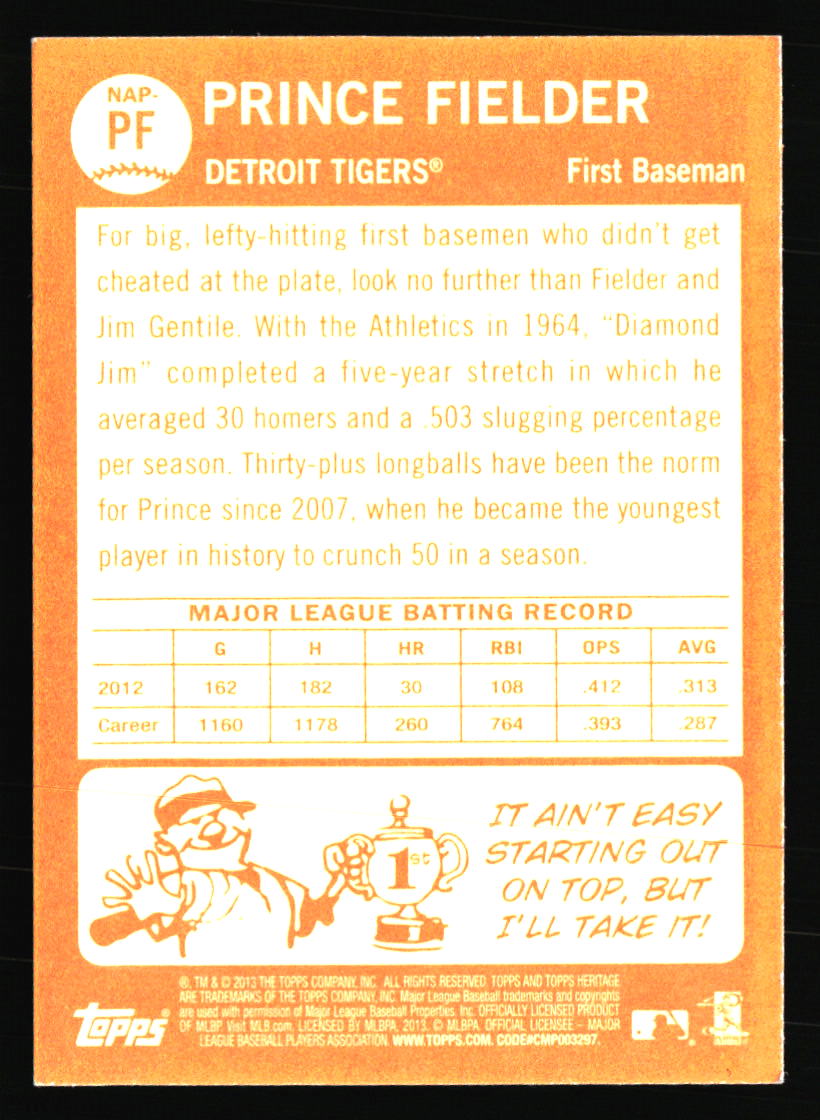 NAP-
PF
PRINCE FIELDER
DETROIT TIGERS® First Baseman
For big, lefty-hitting first basemen who didn't get
cheated at the plate, look no further than Fielder and
Jim Gentile. With the Athletics in 1964, "Diamond
Jim" completed a five-year stretch in which he
averaged 30 homers and a .503 slugging percentage
per season. Thirty-plus longballs have been the norm
for Prince since 2007, when he became the youngest
player in history to crunch 50 in a season.
MAJOR LEAGUE BATTING RECORD
G H HR RBI OPS AVG
2012 162 182 30 108 .412 .313
Career 1160 1178 260 764 .393 .287
1st
IT AIN'T EASY
STARTING OUT
ON TOP, BUT
I'LL TAKE IT!
®, TM & © 2013 THE TOPPS COMPANY, INC. ALL RIGHTS RESERVED. TOPPS AND TOPPS HERITAGE
ARE TRADEMARKS OF THE TOPPS COMPANY, INC. Major League Baseball trademarks and copyrights
are used with permission of Major League Baseball Properties, Inc. OFFICIALLY LICENSED PRODUCT
OF MLBP Visit MLB.com. LICENSED BY MLBPA, 2013. © MLBPA. OFFICIAL LICENSEE – MAJOR
LEAGUE BASEBALL PLAYERS ASSOCIATION. WWW.TOPPS.COM. CODE#CMP003297.
topps®